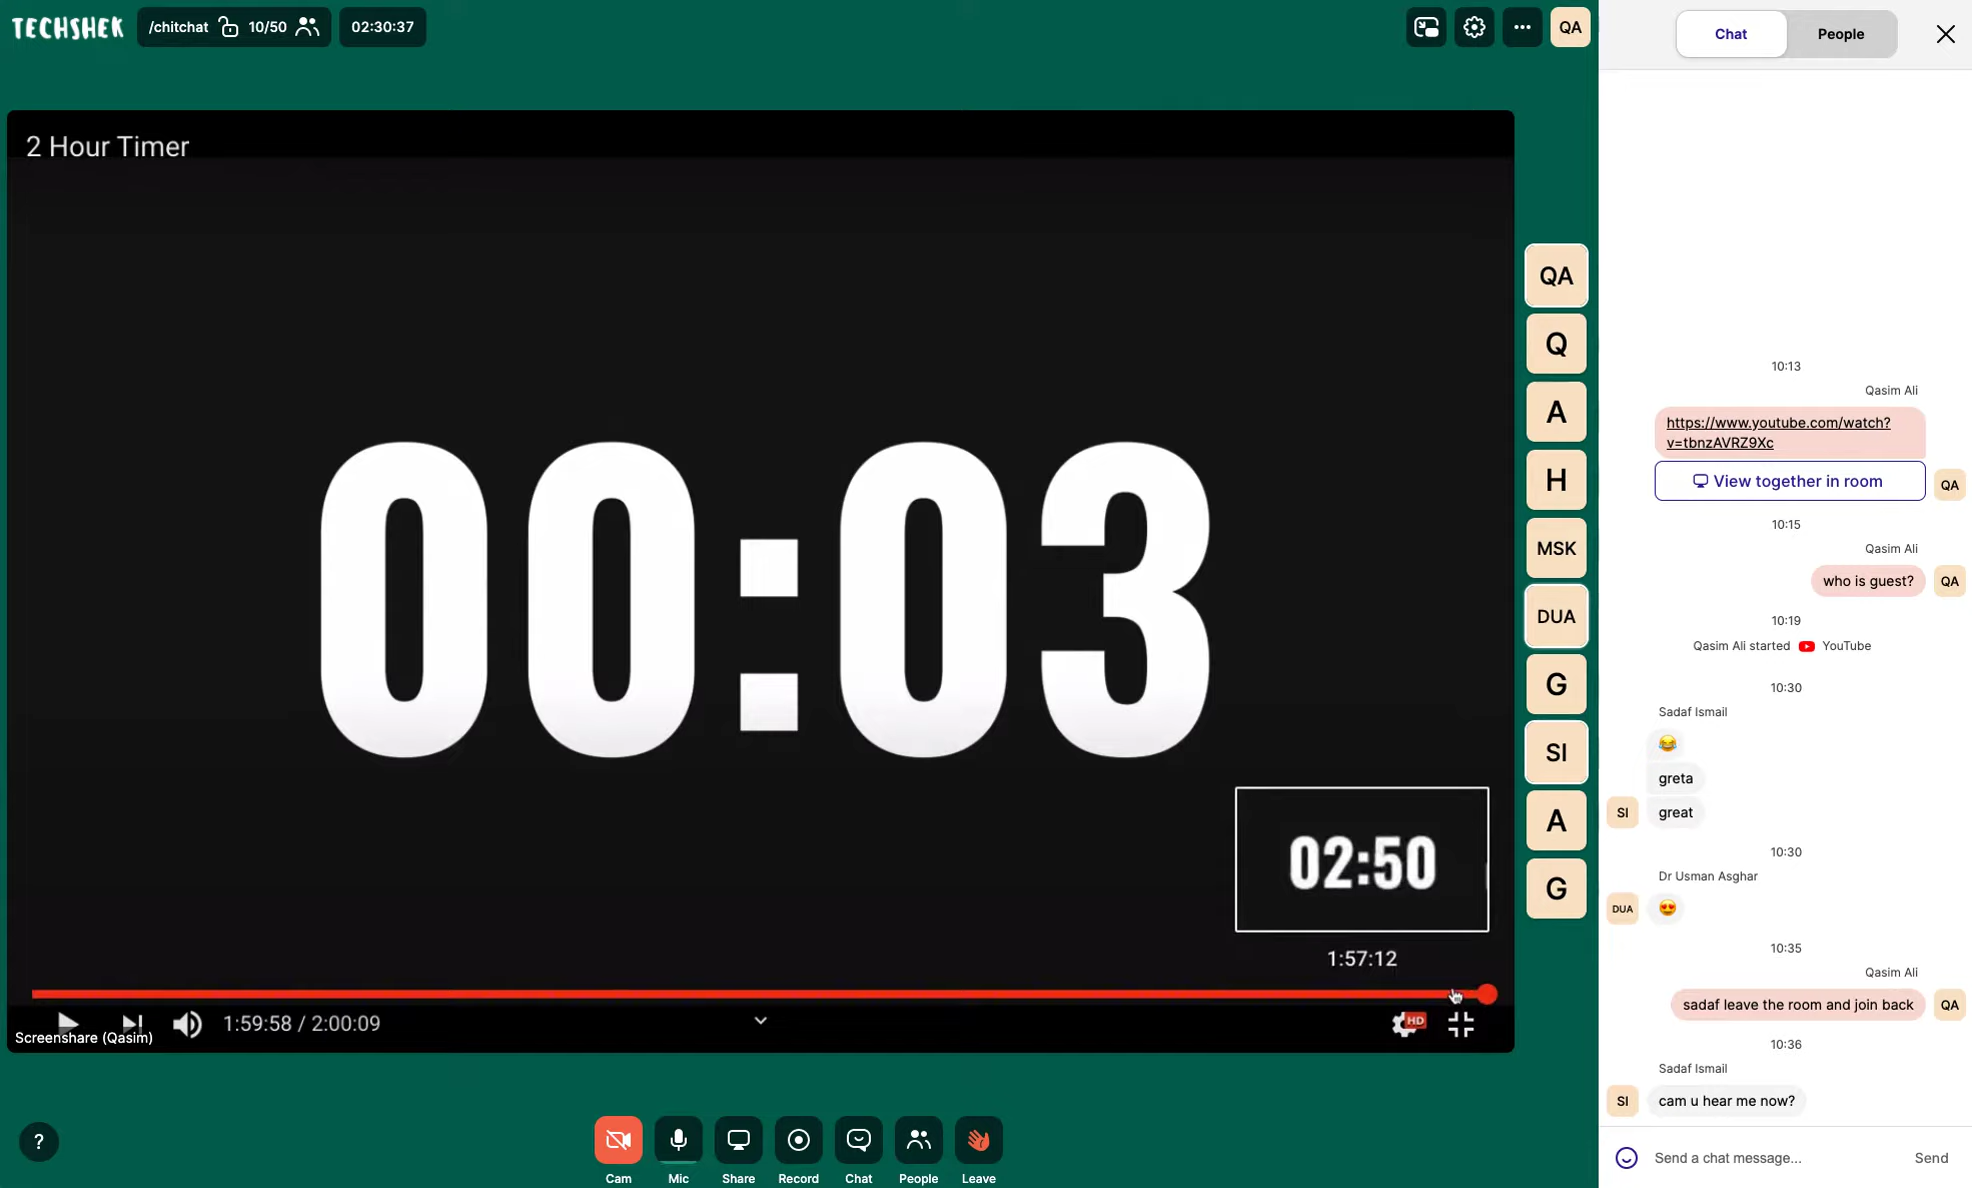 TECHSHEK
/chitchat
10/50
02:30:37
QA
Chat
People
2 Hour Timer
00:03
02:50
1:57:12
1:59:58 / 2:00:09
HD
Screenshare (Qasim)
QA
Q
A
H
MSK
DUA
G
SI
A
G
10:13
Qasim Ali
https://www.youtube.com/watch?
v=tbnzAVRZ9Xc
View together in room
QA
10:15
Qasim Ali
who is guest?
QA
10:19
Qasim Ali started YouTube
10:30
Sadaf Ismail
😂
greta
great
SI
10:30
Dr Usman Asghar
DUA
😍
10:35
Qasim Ali
sadaf leave the room and join back
QA
10:36
Sadaf Ismail
SI
cam u hear me now?
Send a chat message...
Send
?
Cam
Mic
Share
Record
Chat
People
Leave